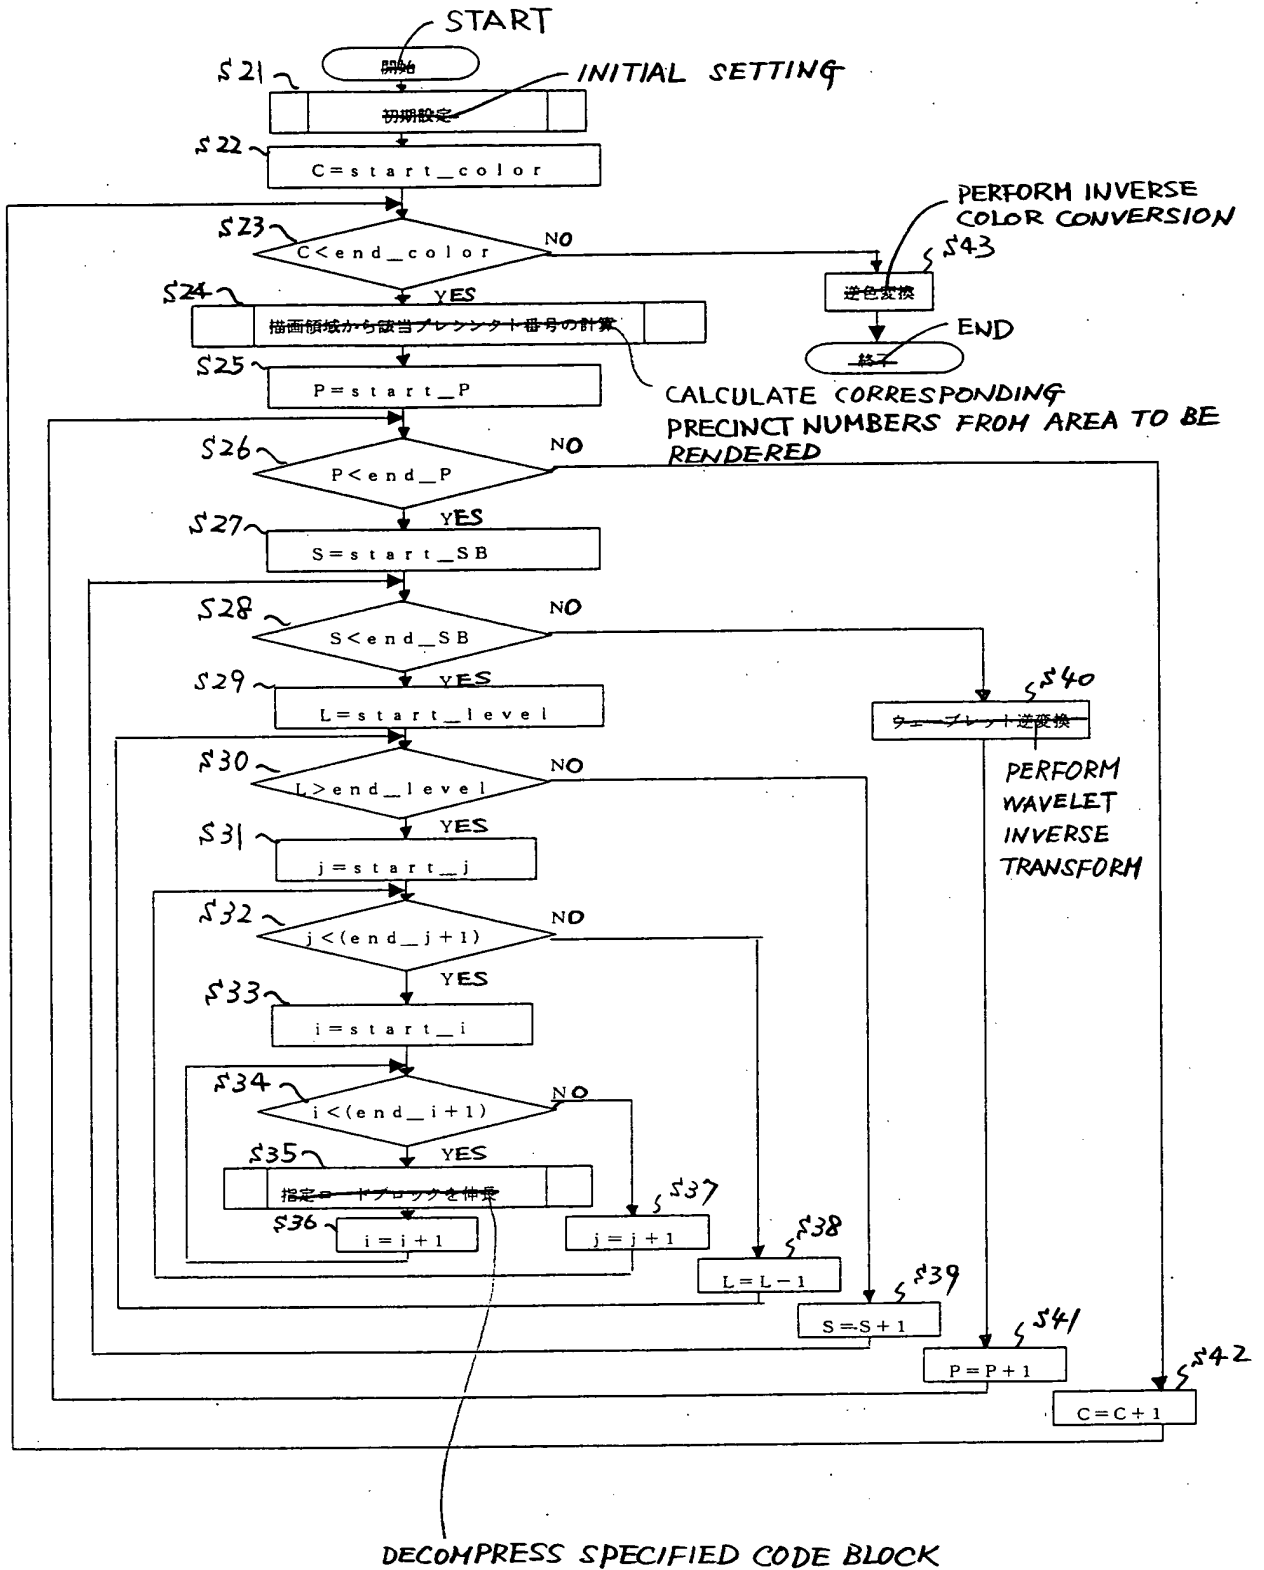 START
開始
S21
INITIAL SETTING
初期設定
S22
C=start_color
PERFORM INVERSE
COLOR CONVERSION
S23
C<end_color
NO
S43
逆色変換
YES
S24
描画領域から該当プレシンクト番号の計算
END
終了
S25
P=start_P
CALCULATE CORRESPONDING
PRECINCT NUMBERS FROM AREA TO BE
RENDERED
S26
P<end_P
NO
YES
S27
S=start_SB
S28
S<end_SB
NO
YES
S29
L=start_level
S40
ウェーブレット逆変換
PERFORM
WAVELET
INVERSE
TRANSFORM
S30
L>end_level
NO
YES
S31
j=start_j
S32
j<(end_j+1)
NO
YES
S33
i=start_i
S34
i<(end_i+1)
NO
YES
S35
指定コードブロックを伸長
S36
i=i+1
S37
j=j+1
S38
L=L-1
S39
S=S+1
S41
P=P+1
S42
C=C+1
DECOMPRESS SPECIFIED CODE BLOCK